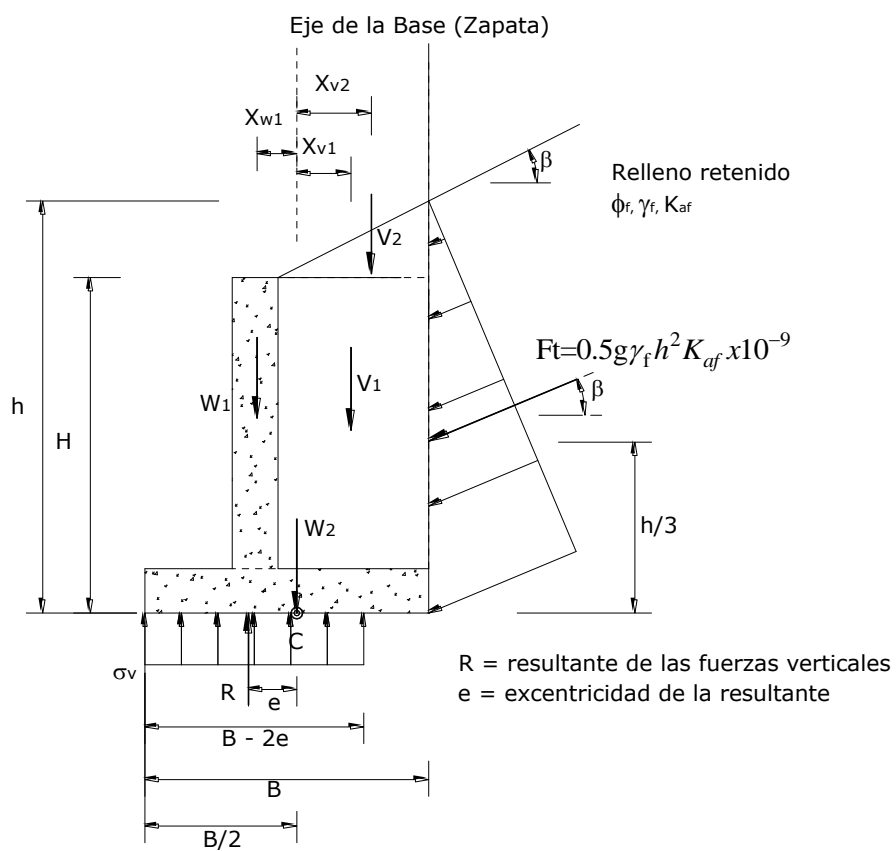 Eje de la Base (Zapata)
Xv2
Xw1
Xv1
β
Relleno retenido
ϕf, γf, Kaf
V2
Ft=0.5gγf h² Kaf x10⁻⁹
W1
V1
β
h
H
W2
h/3
C
σv
R
e
R = resultante de las fuerzas verticales
e = excentricidad de la resultante
B - 2e
B
B/2